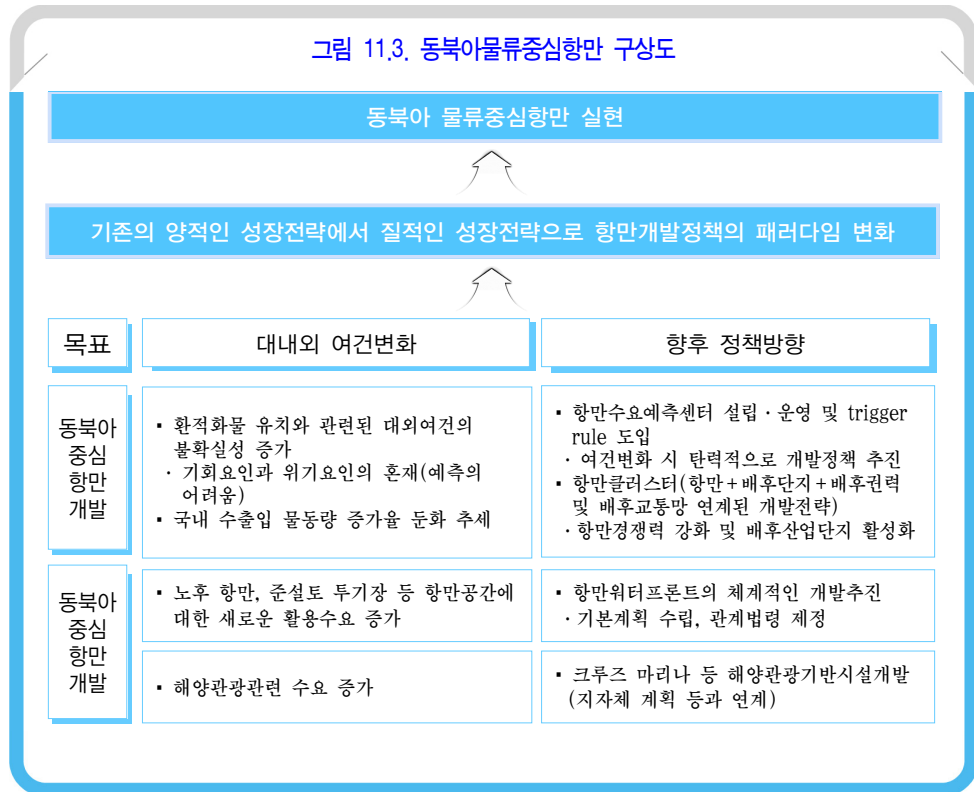 그림 11.3. 동북아물류중심항만 구상도
동북아 물류중심항만 실현
기존의 양적인 성장전략에서 질적인 성장전략으로 항만개발정책의 패러다임 변화
목표
대내외 여건변화
향후 정책방향
동북아
중심
항만
개발
▪ 환적화물 유치와 관련된 대외여건의
불확실성 증가
· 기회요인과 위기요인의 혼재(예측의
어려움)
▪ 국내 수출입 물동량 증가율 둔화 추세
▪ 항만수요예측센터 설립·운영 및 trigger
rule 도입
· 여건변화 시 탄력적으로 개발정책 추진
▪ 항만클러스터(항만+배후단지+배후권력
및 배후교통망 연계된 개발전략)
· 항만경쟁력 강화 및 배후산업단지 활성화
동북아
중심
항만
개발
▪ 노후 항만, 준설토 투기장 등 항만공간에
대한 새로운 활용수요 증가
▪ 항만워터프론트의 체계적인 개발추진
· 기본계획 수립, 관계법령 제정
▪ 해양관광관련 수요 증가
▪ 크루즈 마리나 등 해양관광기반시설개발
(지자체 계획 등과 연계)